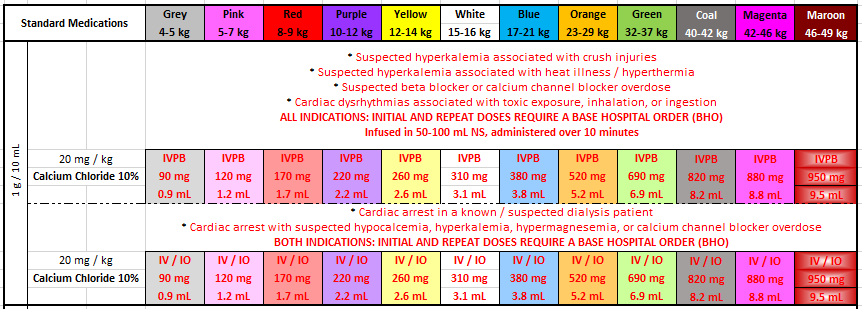 Standard Medications Grey Pink Red Purple Yellow White Blue Orange Green Coal Magenta Maroon
4-5 kg 5-7 kg 8-9 kg 10-12 kg 12-14 kg 15-16 kg 17-21 kg 23-29 kg 32-37 kg 40-42 kg 42-46 kg 46-49 kg
1 g / 10 mL
* Suspected hyperkalemia associated with crush injuries
* Suspected hyperkalemia associated with heat illness / hyperthermia
* Suspected beta blocker or calcium channel blocker overdose
* Cardiac dysrhythmias associated with toxic exposure, inhalation, or ingestion
ALL INDICATIONS: INITIAL AND REPEAT DOSES REQUIRE A BASE HOSPITAL ORDER (BHO)
Infused in 50-100 mL NS, administered over 10 minutes
20 mg / kg IVPB IVPB IVPB IVPB IVPB IVPB IVPB IVPB IVPB IVPB IVPB IVPB
Calcium Chloride 10% 90 mg 120 mg 170 mg 220 mg 260 mg 310 mg 380 mg 520 mg 690 mg 820 mg 880 mg 950 mg
0.9 mL 1.2 mL 1.7 mL 2.2 mL 2.6 mL 3.1 mL 3.8 mL 5.2 mL 6.9 mL 8.2 mL 8.8 mL 9.5 mL
* Cardiac arrest in a known / suspected dialysis patient
* Cardiac arrest with suspected hypocalcemia, hyperkalemia, hypermagnesemia, or calcium channel blocker overdose
BOTH INDICATIONS: INITIAL AND REPEAT DOSES REQUIRE A BASE HOSPITAL ORDER (BHO)
20 mg / kg IV / IO IV / IO IV / IO IV / IO IV / IO IV / IO IV / IO IV / IO IV / IO IV / IO IV / IO IV / IO
Calcium Chloride 10% 90 mg 120 mg 170 mg 220 mg 260 mg 310 mg 380 mg 520 mg 690 mg 820 mg 880 mg 950 mg
0.9 mL 1.2 mL 1.7 mL 2.2 mL 2.6 mL 3.1 mL 3.8 mL 5.2 mL 6.9 mL 8.2 mL 8.8 mL 9.5 mL